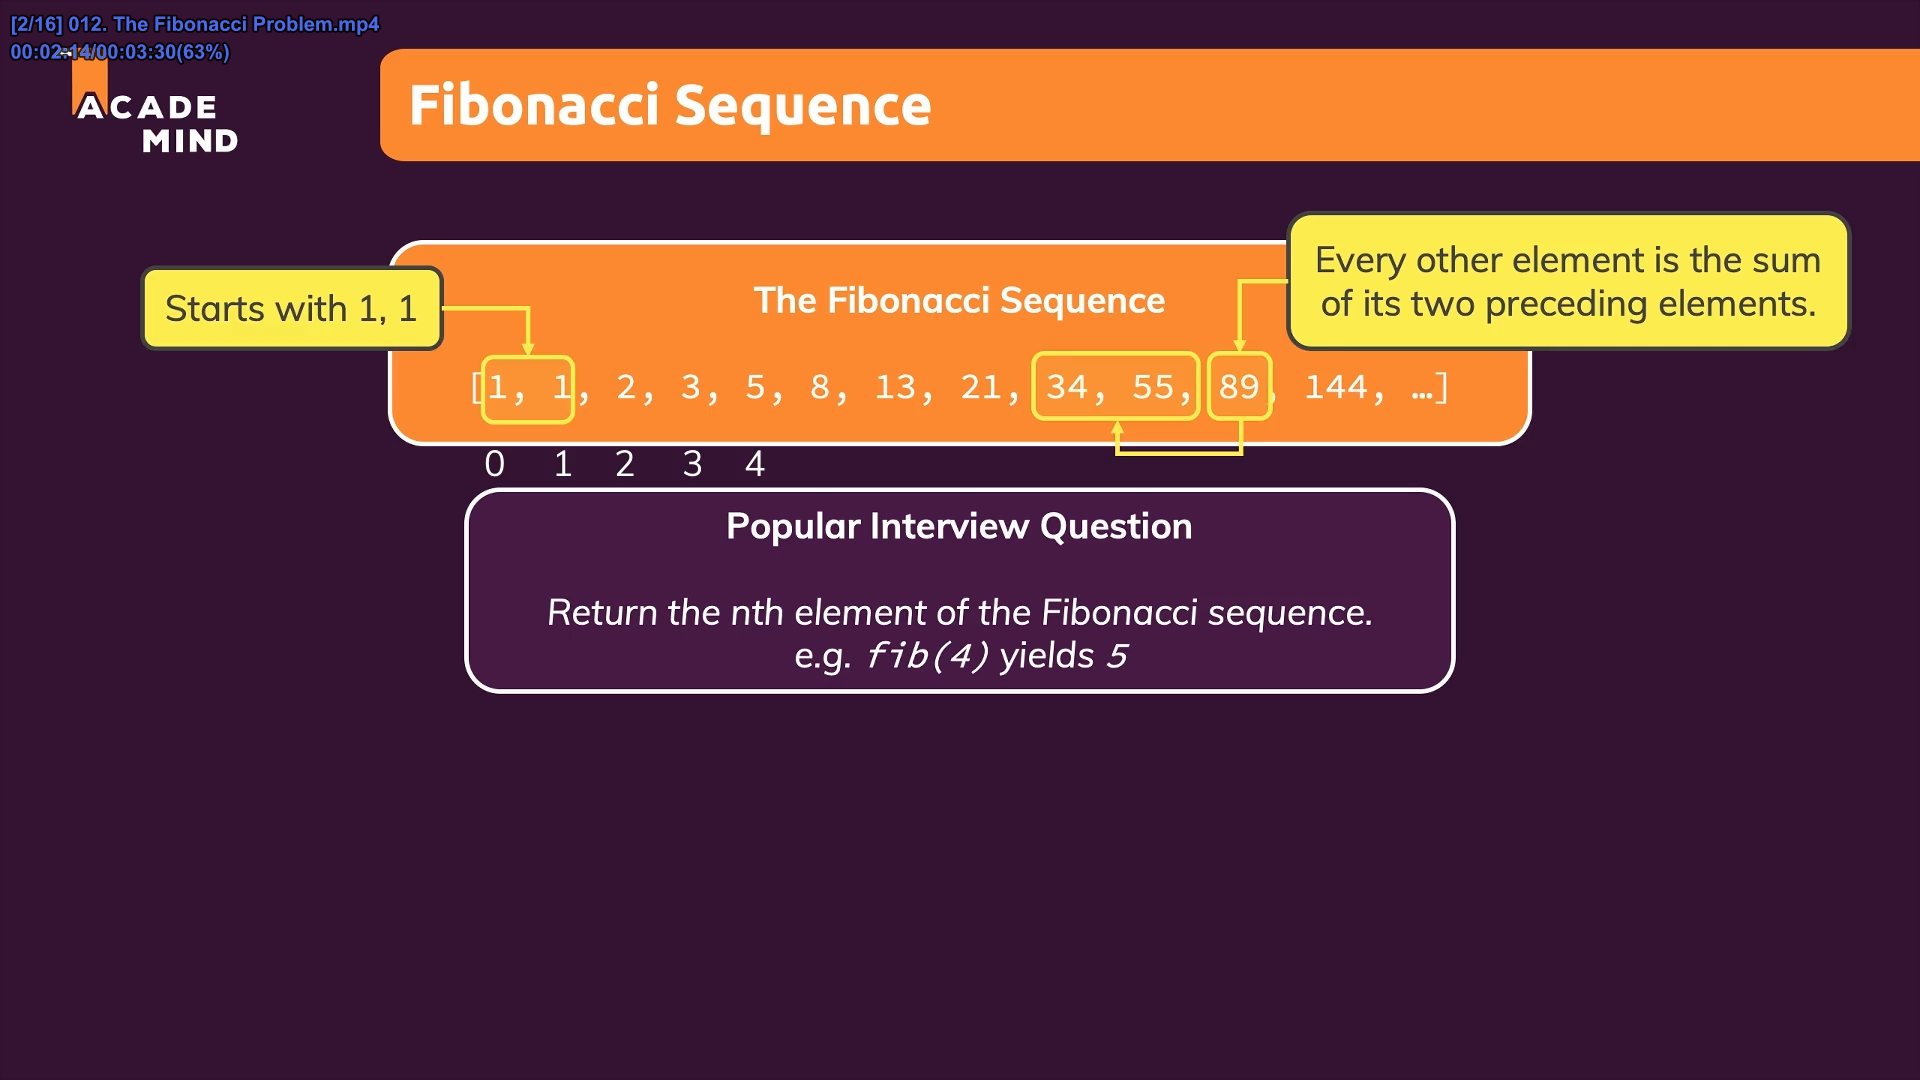 [2/16] 012. The Fibonacci Problem.mp4
00:02:14/00:03:30(63%)
ACADE
MIND
Fibonacci Sequence
Starts with 1, 1
The Fibonacci Sequence
Every other element is the sum
of its two preceding elements.
[1, 1, 2, 3, 5, 8, 13, 21, 34, 55, 89, 144, …]
0 1 2 3 4
Popular Interview Question
Return the nth element of the Fibonacci sequence.
e.g. fib(4) yields 5